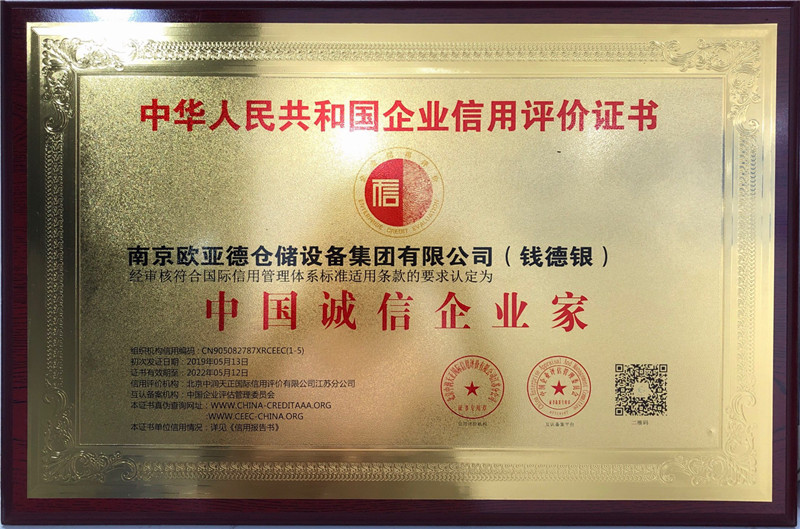 中华人民共和国企业信用评价证书
信
ENTERPRISE CREDIT EVALUATION
南京欧亚德仓储设备集团有限公司（钱德银）
经审核符合国际信用管理体系标准适用条款的要求认定为
中国诚信企业家
组织机构信用编码：CN905082787XRCEEC(1-5)
初次发证日期：2019年05月13日
证书有效期至：2022年05月12日
信用评价机构：北京中润天正国际信用评价有限公司江苏分公司
互认备案机构：中国企业评估管理委员会
本证书真伪查询网址：WWW.CHINA-CREDITAAA.ORG
WWW.CEEC-CHINA.ORG
本证书单位信用情况：详见《信用报告书》
二维码